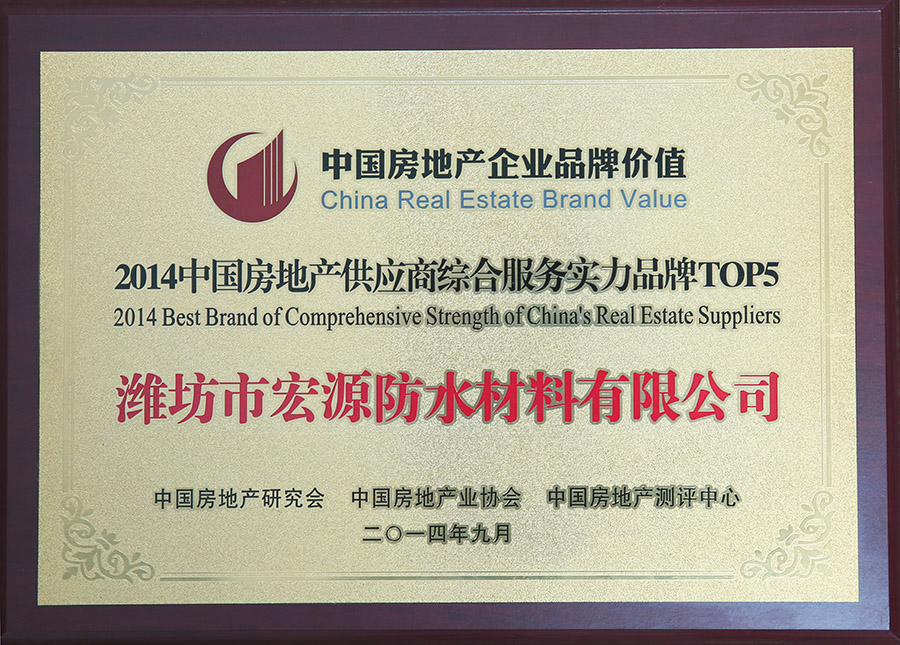 中国房地产企业品牌价值
China Real Estate Brand Value
2014中国房地产供应商综合服务实力品牌TOP5
2014 Best Brand of Comprehensive Strength of China's Real Estate Suppliers
潍坊市宏源防水材料有限公司
中国房地产研究会 中国房地产业协会 中国房地产测评中心
二〇一四年九月